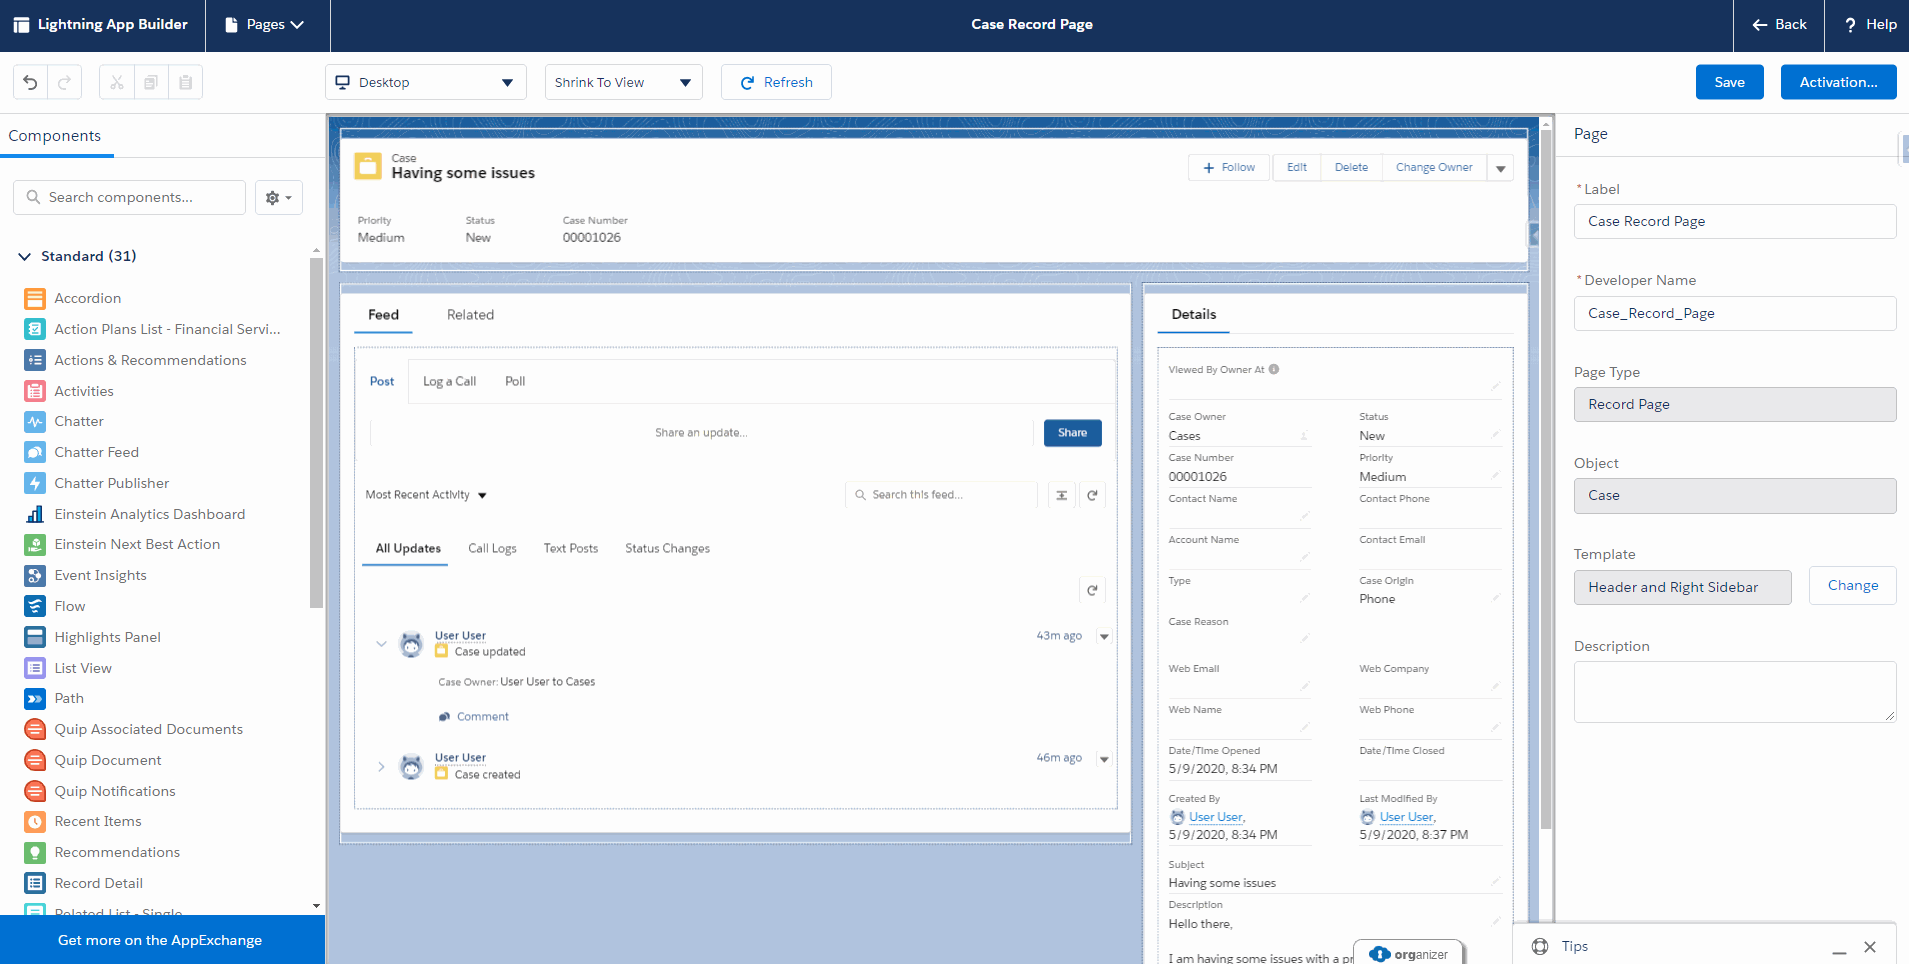 Lightning App Builder
Pages
Case Record Page
Back
? Help
Desktop
Shrink To View
Refresh
Save
Activation...
Components
Search components...
Standard (31)
Accordion
Action Plans List - Financial Servi...
Actions & Recommendations
Activities
Chatter
Chatter Feed
Chatter Publisher
Einstein Analytics Dashboard
Einstein Next Best Action
Event Insights
Flow
Highlights Panel
List View
Path
Quip Associated Documents
Quip Document
Quip Notifications
Recent Items
Recommendations
Record Detail
Related List - Single
Get more on the AppExchange
Case
Having some issues
+ Follow
Edit
Delete
Change Owner
Priority
Medium
Status
New
Case Number
00001026
Feed
Related
Post
Log a Call
Poll
Share an update...
Share
Most Recent Activity
Search this feed...
All Updates
Call Logs
Text Posts
Status Changes
User User
43m ago
Case updated
Case Owner: User User to Cases
Comment
User User
46m ago
Case created
Details
Viewed By Owner At
Case Owner
Cases
Status
New
Case Number
00001026
Priority
Medium
Contact Name
Contact Phone
Account Name
Contact Email
Type
Case Origin
Phone
Case Reason
Web Email
Web Company
Web Name
Web Phone
Date/Time Opened
5/9/2020, 8:34 PM
Date/Time Closed
Created By
User User,
5/9/2020, 8:34 PM
Last Modified By
User User,
5/9/2020, 8:37 PM
Subject
Having some issues
Description
Hello there,
I am having some issues with a pr
organizer
Page
*Label
Case Record Page
*Developer Name
Case_Record_Page
Page Type
Record Page
Object
Case
Template
Header and Right Sidebar
Change
Description
Tips